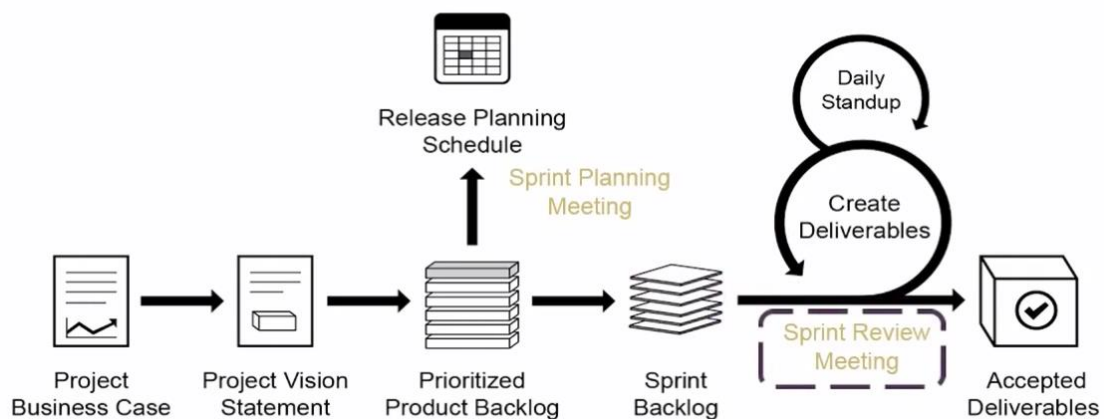 Daily
Standup
Release Planning
Schedule
Sprint Planning
Meeting
Create
Deliverables
Sprint Review
Meeting
Project
Business Case
Project Vision
Statement
Prioritized
Product Backlog
Sprint
Backlog
Accepted
Deliverables